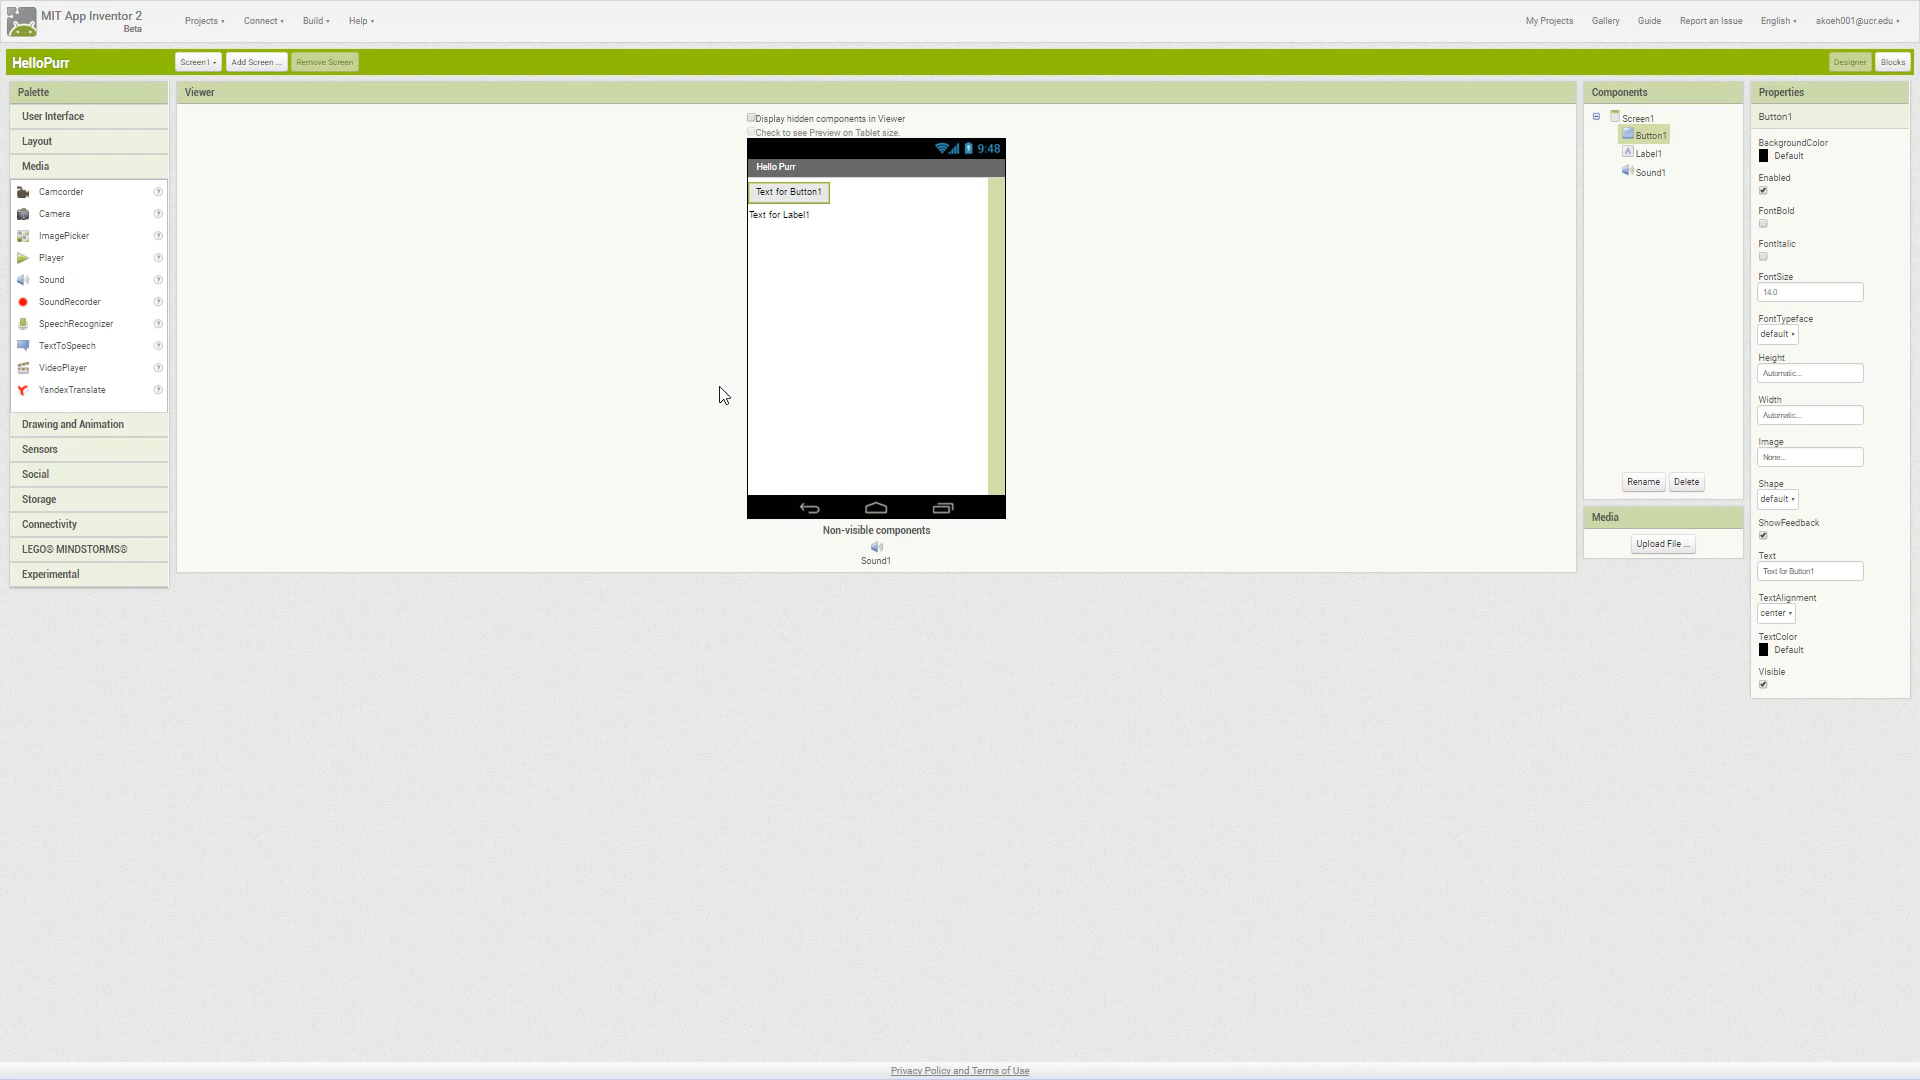 MIT App Inventor 2
Beta
Projects Connect Build Help
My Projects Gallery Guide Report an Issue English akoeh001@ucr.edu
HelloPurr
Screen1 Add Screen ... Remove Screen
Designer Blocks
Palette
User Interface
Layout
Media
Camcorder
Camera
ImagePicker
Player
Sound
SoundRecorder
SpeechRecognizer
TextToSpeech
VideoPlayer
YandexTranslate
Drawing and Animation
Sensors
Social
Storage
Connectivity
LEGO® MINDSTORMS®
Experimental
Viewer
Display hidden components in Viewer
Check to see Preview on Tablet size.
9:48
Hello Purr
Text for Button1
Text for Label1
Non-visible components
Sound1
Components
Screen1
Button1
Label1
Sound1
Rename Delete
Media
Upload File ...
Properties
Button1
BackgroundColor
Default
Enabled
FontBold
FontItalic
FontSize
14.0
FontTypeface
default
Height
Automatic...
Width
Automatic...
Image
None...
Shape
default
ShowFeedback
Text
Text for Button1
TextAlignment
center
TextColor
Default
Visible
Privacy Policy and Terms of Use